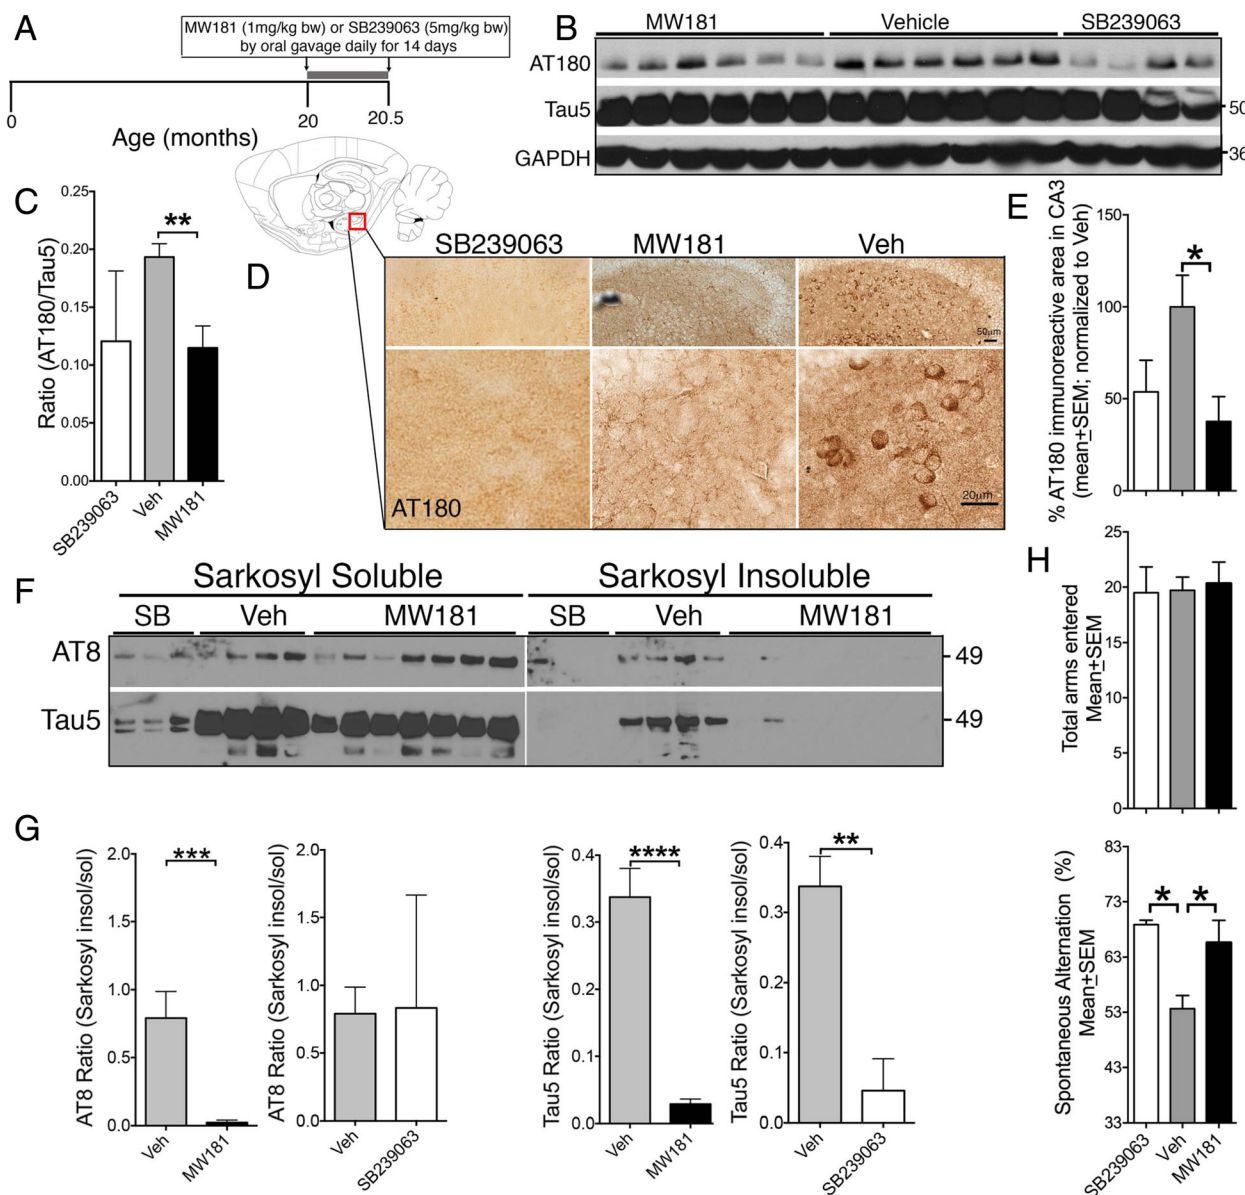 A
MW181 (1mg/kg bw) or SB239063 (5mg/kg bw)
by oral gavage daily for 14 days
0
20
20.5
Age (months)
B
MW181
Vehicle
SB239063
AT180
Tau5
50
GAPDH
36
C
Ratio (AT180/Tau5)
0.25
0.20
0.15
0.10
0.05
0.00
**
SB239063
Veh
MW181
D
SB239063
MW181
Veh
50μm
20μm
AT180
E
% AT180 immunoreactive area in CA3
(mean±SEM; normalized to Veh)
150
100
50
0
*
F
Sarkosyl Soluble
Sarkosyl Insoluble
SB
Veh
MW181
SB
Veh
MW181
AT8
49
Tau5
49
G
AT8 Ratio (Sarkosyl insol/sol)
2.0
1.5
1.0
0.5
0.0
***
Veh
MW181
AT8 Ratio (Sarkosyl insol/sol)
2.0
1.5
1.0
0.5
0.0
Veh
SB239063
Tau5 Ratio (Sarkosyl insol/sol)
0.4
0.3
0.2
0.1
0.0
****
Veh
MW181
Tau5 Ratio (Sarkosyl insol/sol)
0.4
0.3
0.2
0.1
0.0
**
Veh
SB239063
H
Total arms entered
Mean±SEM
25
20
15
10
5
0
Spontaneous Alternation (%)
Mean±SEM
83
73
63
53
43
33
*
*
SB239063
Veh
MW181